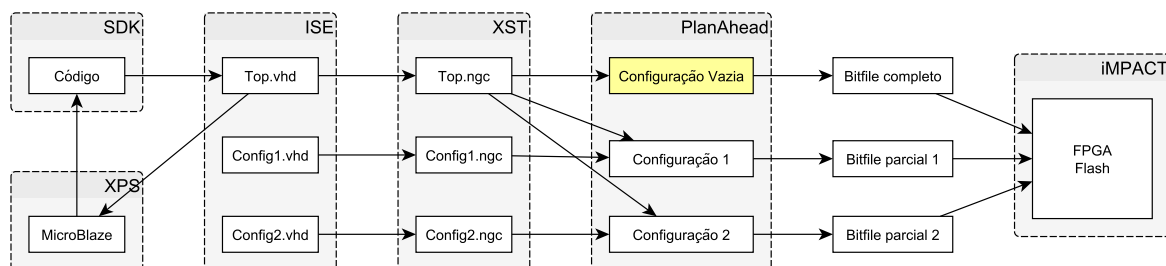 SDK
ISE
XST
PlanAhead
iMPACT
Código
Top.vhd
Top.ngc
Configuração Vazia
Bitfile completo
Config1.vhd
Config1.ngc
Configuração 1
Bitfile parcial 1
FPGA
Flash
XPS
MicroBlaze
Config2.vhd
Config2.ngc
Configuração 2
Bitfile parcial 2